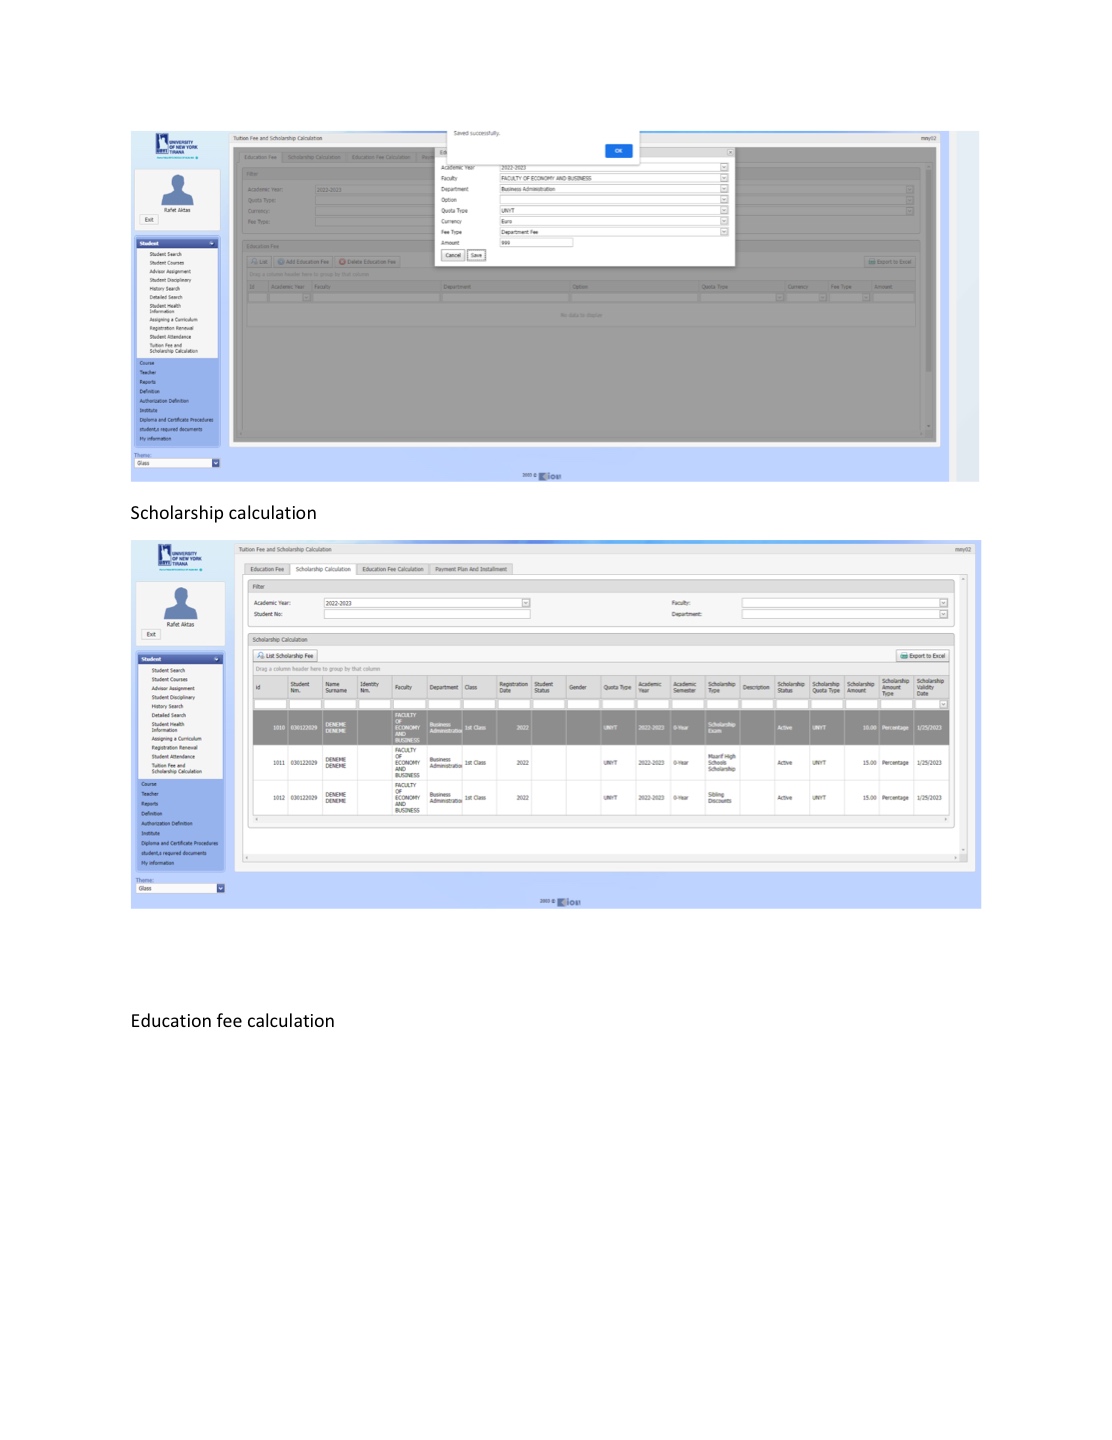 UNIVERSITY
OF NEW YORK
TIRANA
Rafet Aktas
Exit
Student
Student Search
Student Courses
Advisor Assignment
Student Disciplinary
History Search
Detailed Search
Student Health
Information
Assigning a Curriculum
Registration Renewal
Student Attendance
Tuition Fee and
Scholarship Calculation
Course
Teacher
Reports
Definition
Authorization Definition
Institute
Diploma and Certificate Procedures
student,s required documents
My information
Theme:
Glass
Tuition Fee and Scholarship Calculation
mmy02
Saved successfully.
OK
Education Fee Scholarship Calculation Education Fee Calculation
Filter
Academic Year: 2022-2023
Quota Type:
Currency:
Fee Type:
Academic Year 2022-2023
Faculty FACULTY OF ECONOMY AND BUSINESS
Department Business Administration
Option
Quota Type UNYT
Currency Euro
Fee Type Department Fee
Amount 999
Cancel Save
Education Fee
List Add Education Fee Delete Education Fee Export to Excel
Drag a column header here to group by that column
Id Academic Year Faculty Department Option Quota Type Currency Fee Type Amount
No data to display
2003 ©
Scholarship calculation
UNIVERSITY
OF NEW YORK
TIRANA
Rafet Aktas
Exit
Student
Student Search
Student Courses
Advisor Assignment
Student Disciplinary
History Search
Detailed Search
Student Health
Information
Assigning a Curriculum
Registration Renewal
Student Attendance
Tuition Fee and
Scholarship Calculation
Course
Teacher
Reports
Definition
Authorization Definition
Institute
Diploma and Certificate Procedures
student,s required documents
My information
Theme:
Glass
Tuition Fee and Scholarship Calculation
mmy02
Education Fee Scholarship Calculation Education Fee Calculation Payment Plan And Installment
Filter
Academic Year: 2022-2023 Faculty:
Student No: Department:
Scholarship Calculation
List Scholarship Fee Export to Excel
Drag a column header here to group by that column
Id Student Nm. Name Surname Identity Nm. Faculty Department Class Registration Date Student Status Gender Quota Type Academic Year Academic Semester Scholarship Type Description Scholarship Status Scholarship Quota Type Scholarship Amount Scholarship Amount Type Scholarship Validity Date
1010 030122029 DENEME DENEME FACULTY OF ECONOMY AND BUSINESS Business Administratio 1st Class 2022 UNYT 2022-2023 0-Year Scholarship Exam Active UNYT 10.00 Percentage 1/25/2023
1011 030122029 DENEME DENEME FACULTY OF ECONOMY AND BUSINESS Business Administratio 1st Class 2022 UNYT 2022-2023 0-Year Maarif High Schools Scholarship Active UNYT 15.00 Percentage 1/25/2023
1012 030122029 DENEME DENEME FACULTY OF ECONOMY AND BUSINESS Business Administratio 1st Class 2022 UNYT 2022-2023 0-Year Sibling Discounts Active UNYT 15.00 Percentage 1/25/2023
2003 ©
Education fee calculation